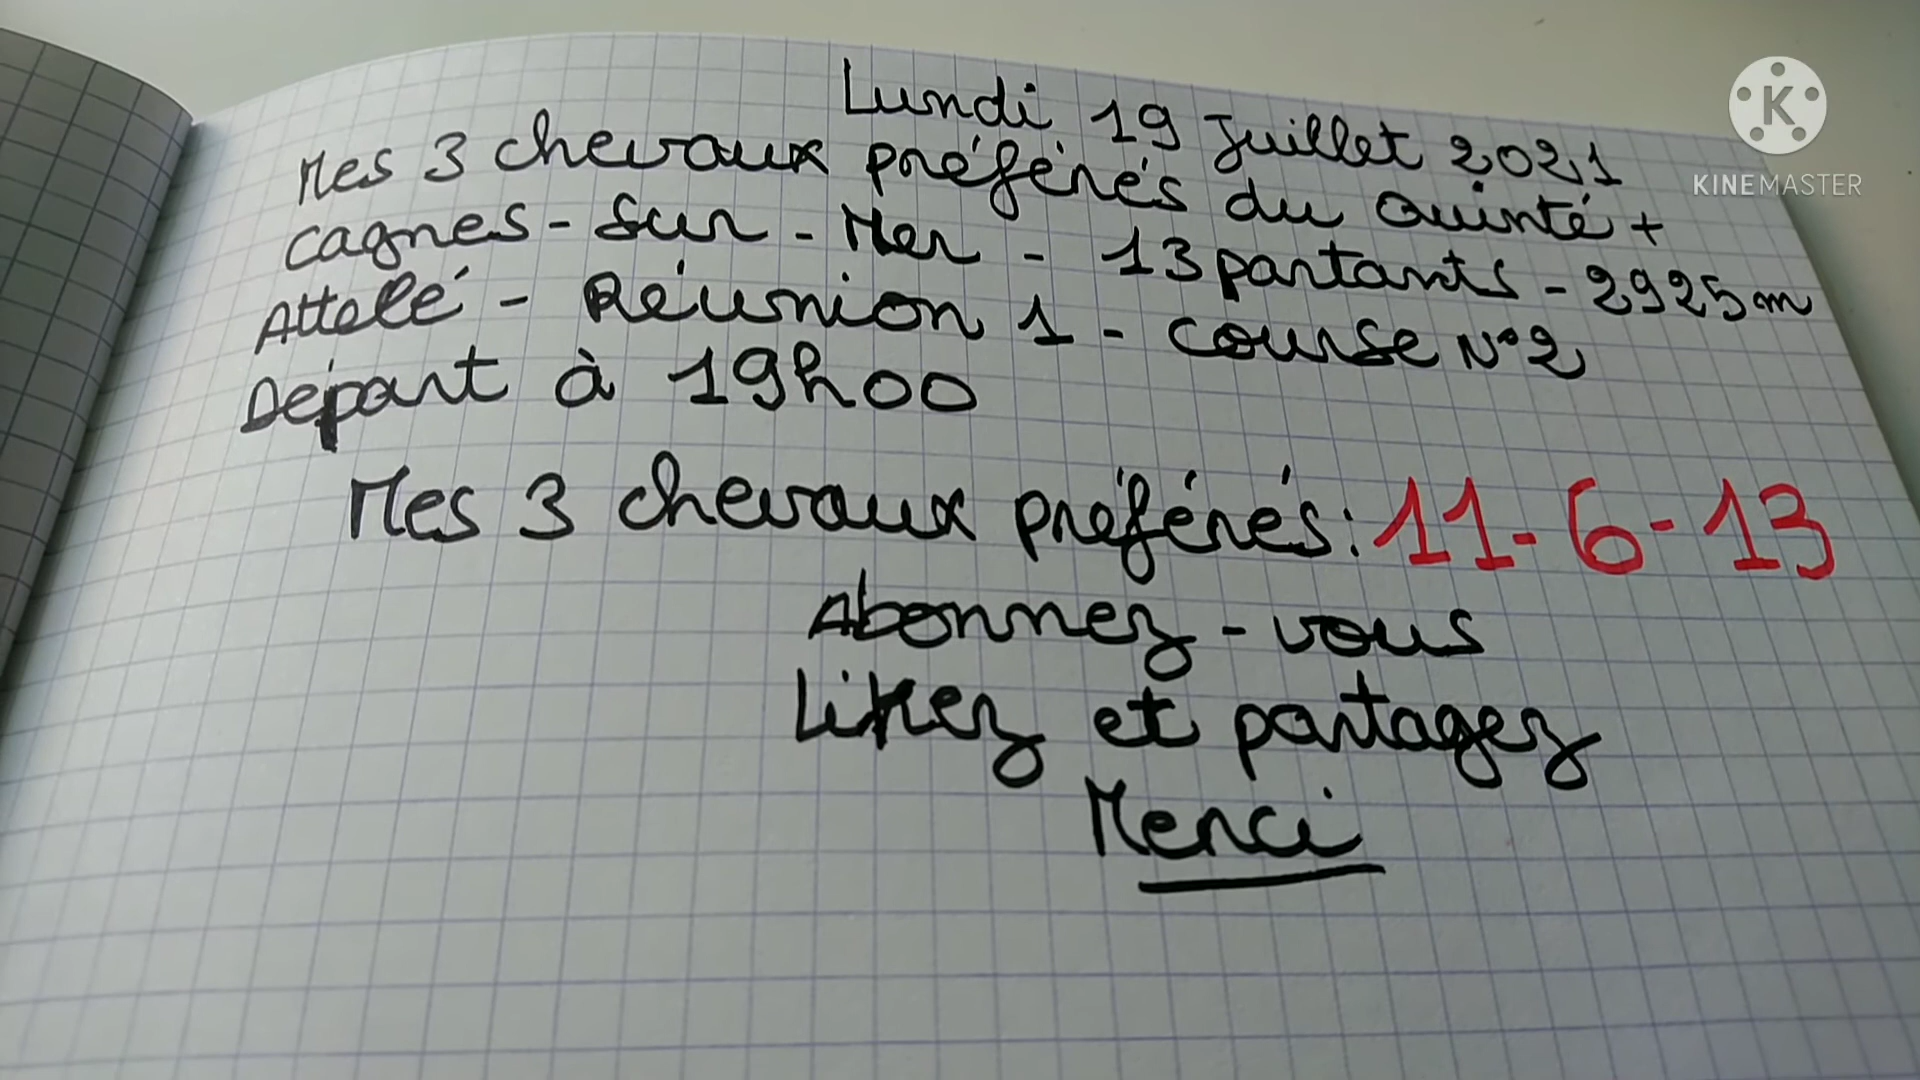 Lundi 19 Juillet 2021
Mes 3 chevaux préférés du Quinté +
Cagnes-sur-Mer - 13 partants - 2925m
Attelé - Réunion 1 - course N°2
Départ à 19h00
Mes 3 chevaux préférés: 11-6-13
Abonnez-vous
Likez et partagez
Merci
K
KINEMASTER